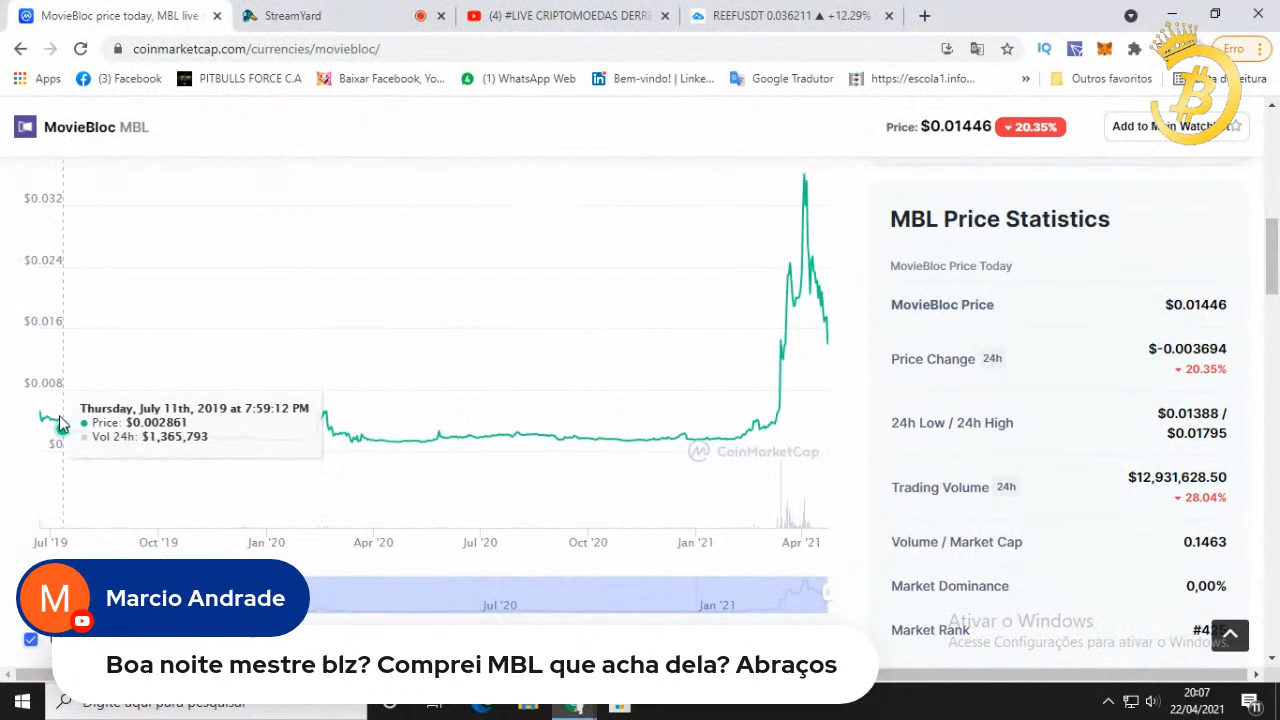 MovieBloc price today, MBL live
StreamYard
(4) #LIVE CRIPTOMOEDAS DERRE
REEFUSDT 0.036211 ▲ +12.29%
coinmarketcap.com/currencies/moviebloc/
IQ
Erro
Apps
(3) Facebook
PITBULLS FORCE C.A
Baixar Facebook, Yo...
(1) WhatsApp Web
Bem-vindo! | Linke...
Google Tradutor
https://escola1.info...
»
Outros favoritos
de leitura
MovieBloc MBL
Price: $0.01446
20.35%
Add to Main Watchlist
$0.032
$0.024
$0.016
$0.008
$0
Thursday, July 11th, 2019 at 7:59:12 PM
Price: $0.002861
Vol 24h: $1,365,793
CoinMarketCap
Jul '19
Oct '19
Jan '20
Apr '20
Jul '20
Oct '20
Jan '21
Apr '21
Jul '20
Jan '21
MBL Price Statistics
MovieBloc Price Today
MovieBloc Price
$0.01446
Price Change 24h
$-0.003694
20.35%
24h Low / 24h High
$0.01388 /
$0.01795
Trading Volume 24h
$12,931,628.50
28.04%
Volume / Market Cap
0.1463
Market Dominance
0,00%
Market Rank
Ativar o Windows
Acesse Configurações para ativar o Windows.
M
Marcio Andrade
Boa noite mestre blz? Comprei MBL que acha dela? Abraços
Digite aqui para pesquisar
20:07
22/04/2021
11